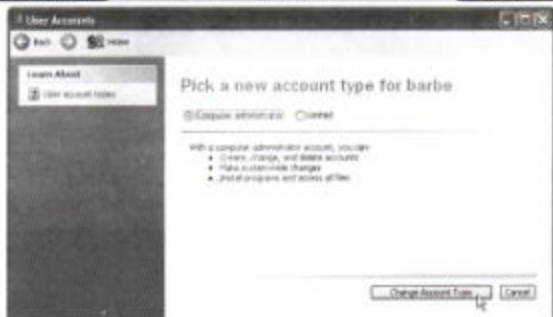 User Accounts
Back Home
Learn About
User account types
Pick a new account type for barbe
Computer administrator Limited
With a computer administrator account, you can:
Create, change, and delete accounts
Make system-wide changes
Install programs and access all files
Change Account Type Cancel